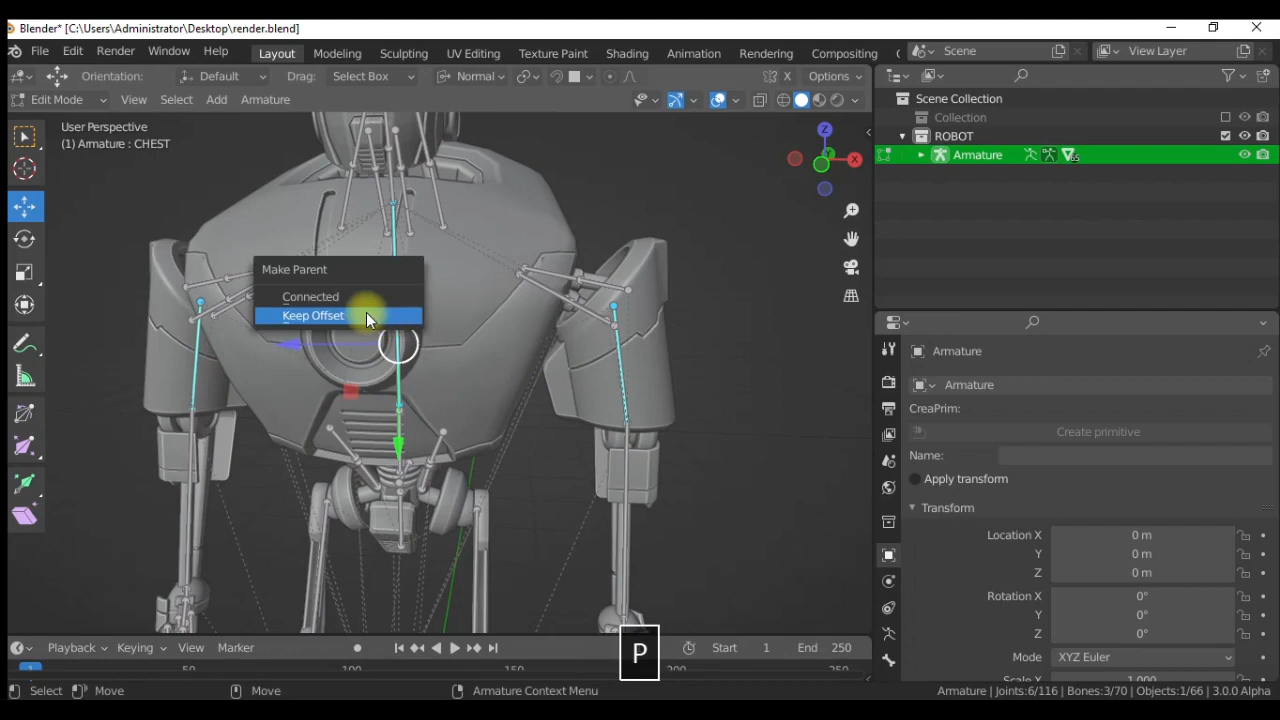 Blender* [C:\Users\Administrator\Desktop\render.blend]
File Edit Render Window Help Layout Modeling Sculpting UV Editing Texture Paint Shading Animation Rendering Compositing Scene View Layer
Orientation: Default Drag: Select Box Normal X Options
Edit Mode View Select Add Armature
Scene Collection
Collection
ROBOT
Armature 65
User Perspective
(1) Armature : CHEST
Z
X
Make Parent
Connected
Keep Offset
Armature
Armature
CreaPrim:
Create primitive
Name:
Apply transform
Transform
Location X 0 m
Y 0 m
Z 0 m
Rotation X 0°
Y 0°
Z 0°
Mode XYZ Euler
Scale X 1.000
P
Playback Keying View Marker Start 1 End 250
1 50 100 150 200 250
Select Move Move Armature Context Menu Armature | Joints:6/116 | Bones:3/70 | Objects:1/66 | 3.0.0 Alpha